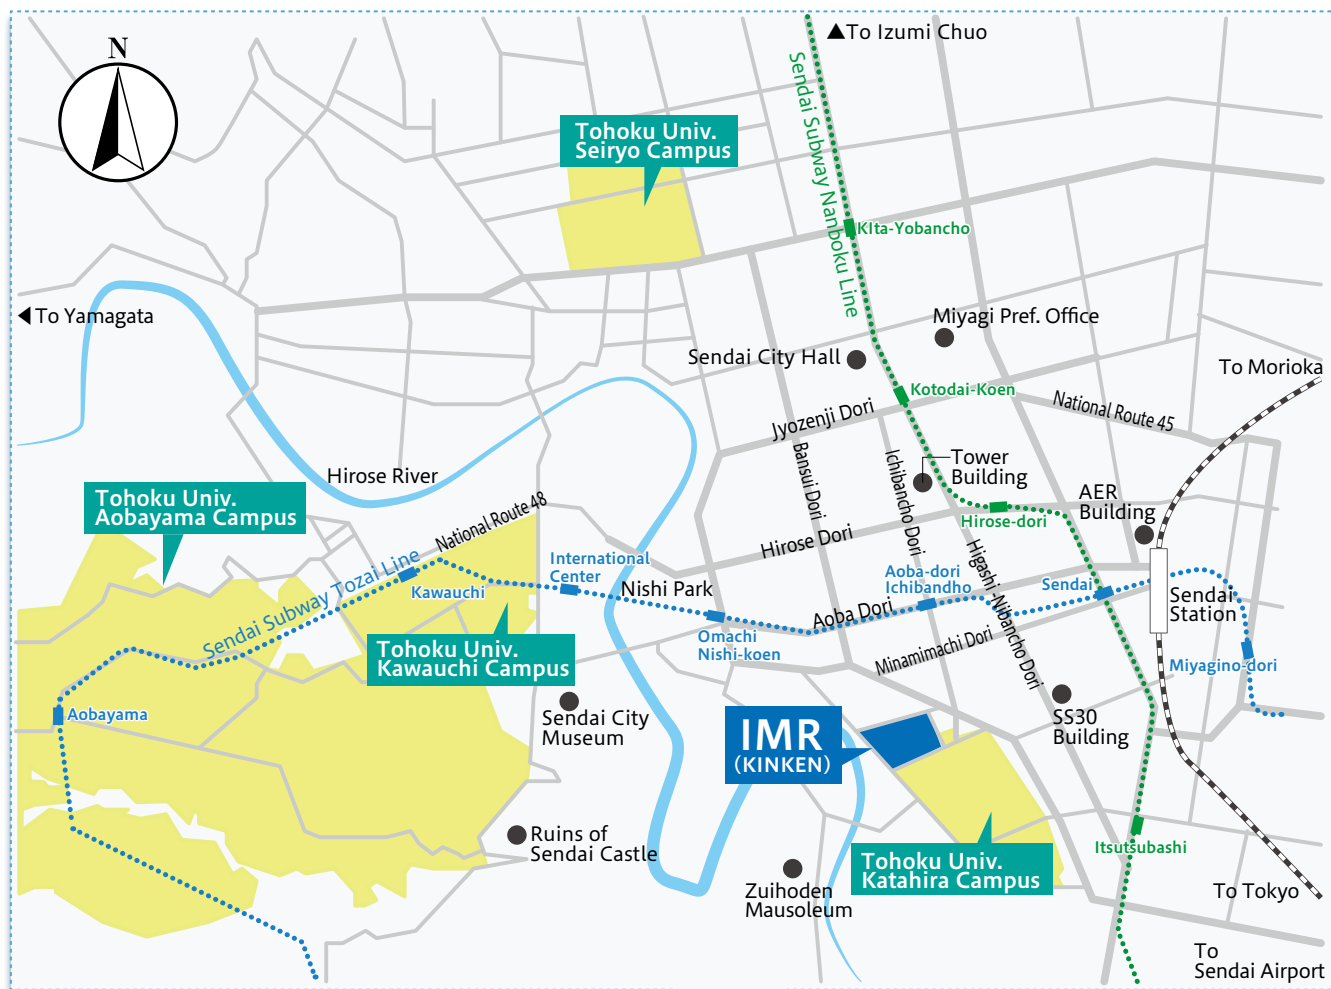 N
To Izumi Chuo
Tohoku Univ.
Seiryo Campus
Sendai Subway Nanboku Line
KIta-Yobancho
To Yamagata
Miyagi Pref. Office
Sendai City Hall
To Morioka
Kotodai-Koen
National Route 45
Jyozenji Dori
Bansui Dori
Ichibancho Dori
Tower
Building
Hirose River
AER
Building
Tohoku Univ.
Aobayama Campus
National Route 48
Hirose-dori
Hirose Dori
Higashi-Nibancho Dori
Sendai Subway Tozai Line
Kawauchi
International
Center
Nishi Park
Aoba-dori
Ichibandho
Sendai
Sendai
Station
Aoba Dori
Omachi
Nishi-koen
Minamimachi Dori
Miyagino-dori
Tohoku Univ.
Kawauchi Campus
Aobayama
Sendai City
Museum
IMR
(KINKEN)
SS30
Building
Ruins of
Sendai Castle
Itsutsubashi
Tohoku Univ.
Katahira Campus
Zuihoden
Mausoleum
To Tokyo
To
Sendai Airport